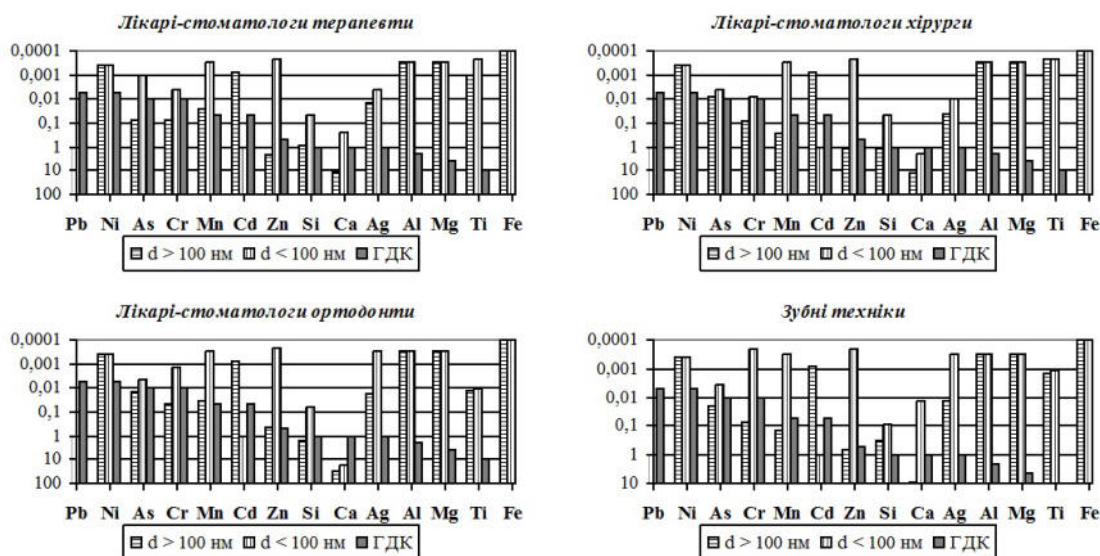 Лікарі-стоматологи терапевти
0,0001
0,001
0,01
0,1
1
10
100
Pb Ni As Cr Mn Cd Zn Si Ca Ag Al Mg Ti Fe
d > 100 нм d < 100 нм ГДК
Лікарі-стоматологи хірурги
0,0001
0,001
0,01
0,1
1
10
100
Pb Ni As Cr Mn Cd Zn Si Ca Ag Al Mg Ti Fe
d > 100 нм d < 100 нм ГДК
Лікарі-стоматологи ортодонти
0,0001
0,001
0,01
0,1
1
10
100
Pb Ni As Cr Mn Cd Zn Si Ca Ag Al Mg Ti Fe
d > 100 нм d < 100 нм ГДК
Зубні техніки
0,0001
0,001
0,01
0,1
1
10
Pb Ni As Cr Mn Cd Zn Si Ca Ag Al Mg Ti Fe
d > 100 нм d < 100 нм ГДК